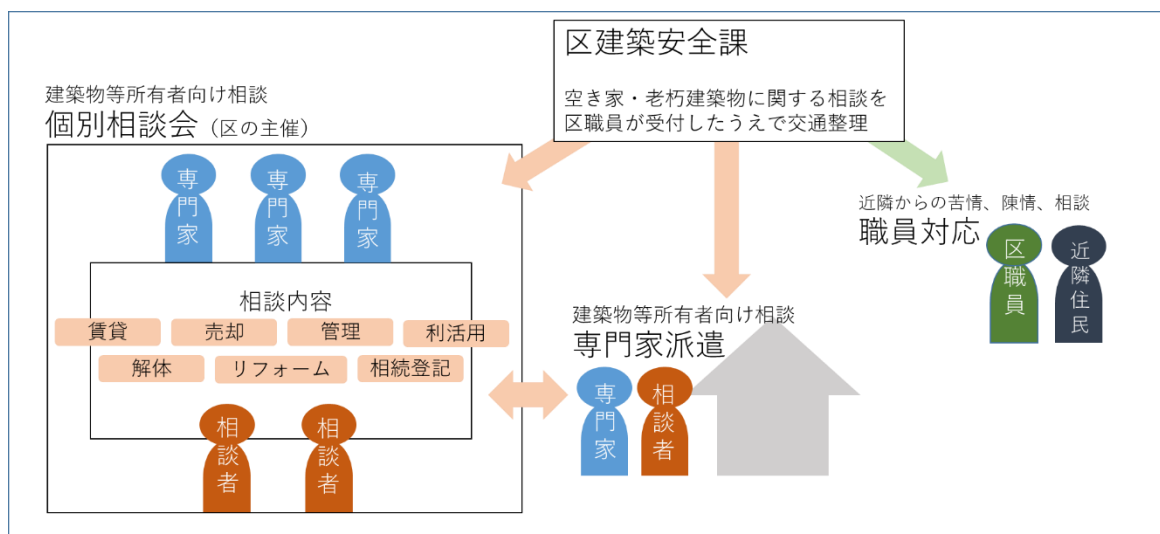 区建築安全課
空き家・老朽建築物に関する相談を
区職員が受付したうえで交通整理
建築物等所有者向け相談
個別相談会（区の主催）
専門家
専門家
専門家
相談内容
賃貸
売却
管理
利活用
解体
リフォーム
相続登記
相談者
相談者
建築物等所有者向け相談
専門家派遣
専門家
相談者
近隣からの苦情、陳情、相談
職員対応
区職員
近隣住民